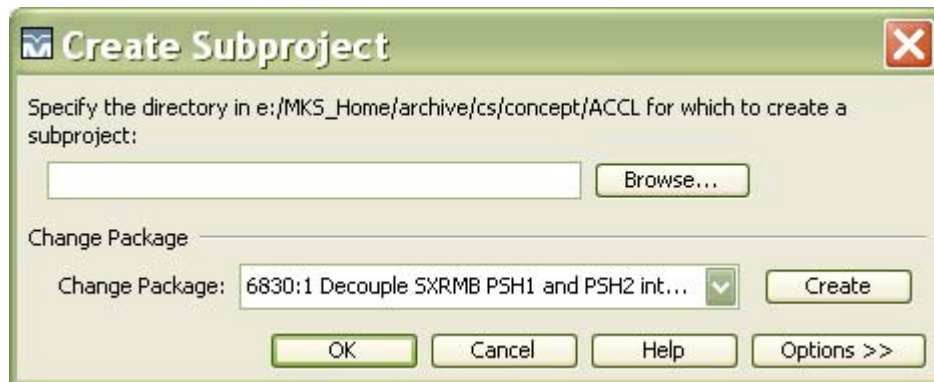 Create Subproject
Specify the directory in e:/MKS_Home/archive/cs/concept/ACCL for which to create a
subproject:
Browse...
Change Package
Change Package: 6830:1 Decouple SXRMB PSH1 and PSH2 int... Create
OK Cancel Help Options >>